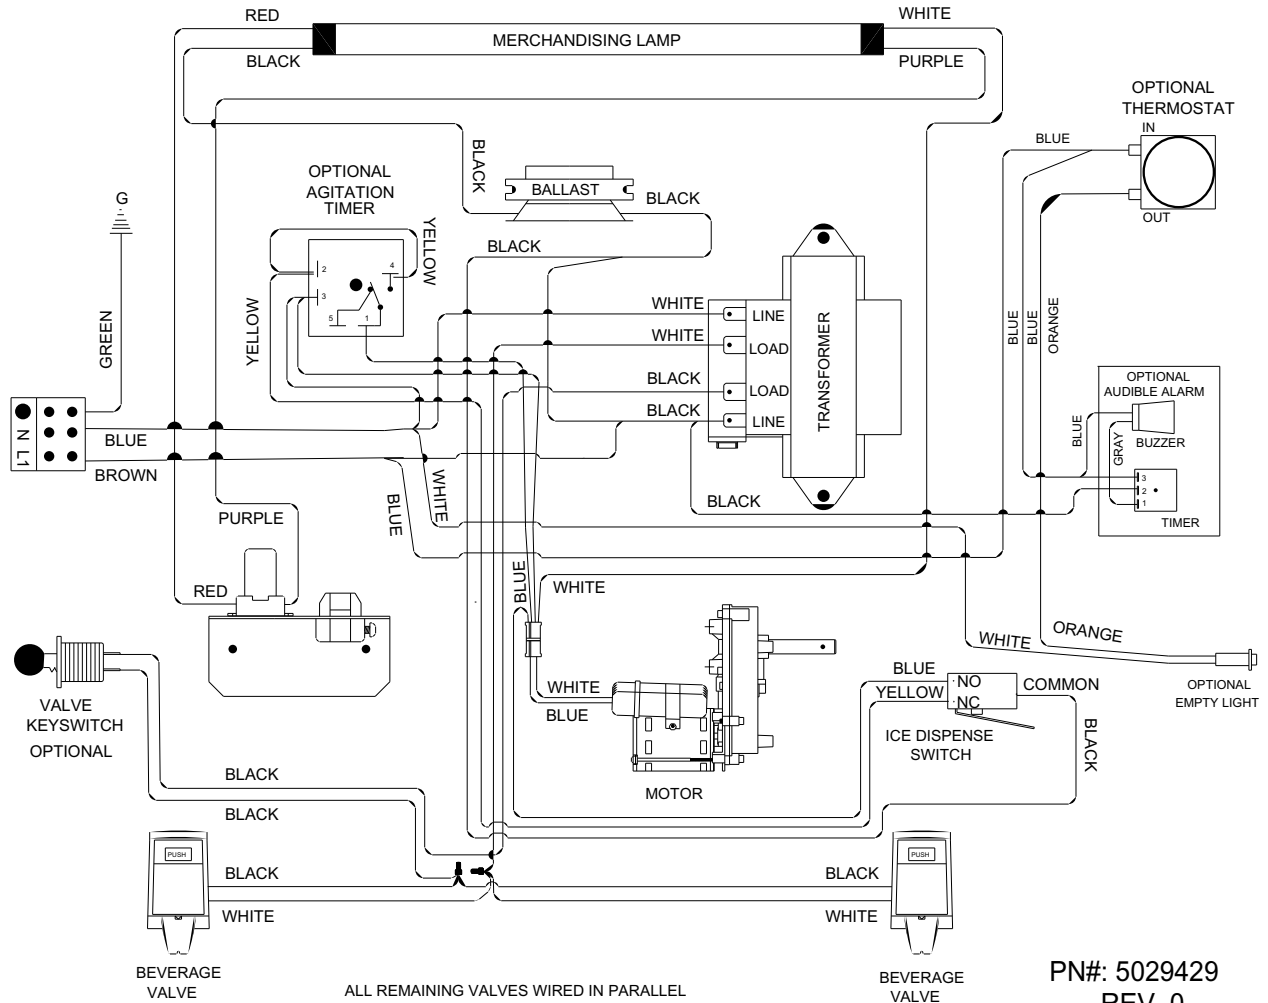 RED
BLACK
MERCHANDISING LAMP
WHITE
PURPLE
OPTIONAL
THERMOSTAT
IN
OUT
BLUE
BLACK
OPTIONAL
AGITATION
TIMER
BALLAST
BLACK
BLACK
G
GREEN
YELLOW
YELLOW
2
4
3
5
1
WHITE
LINE
WHITE
LOAD
BLACK
LOAD
BLACK
LINE
TRANSFORMER
BLUE
BLUE
ORANGE
OPTIONAL
AUDIBLE ALARM
BLUE
GRAY
BUZZER
3
2
1
TIMER
N
L1
BLUE
BROWN
WHITE
BLUE
BLACK
PURPLE
RED
BLUE
WHITE
WHITE
ORANGE
OPTIONAL
EMPTY LIGHT
VALVE
KEYSWITCH
OPTIONAL
WHITE
BLUE
MOTOR
BLUE
YELLOW
NO
NC
COMMON
ICE DISPENSE
SWITCH
BLACK
BLACK
BLACK
PUSH
PUSH
BLACK
WHITE
BLACK
WHITE
BEVERAGE
VALVE
ALL REMAINING VALVES WIRED IN PARALLEL
BEVERAGE
VALVE
PN#: 5029429
REV. 0